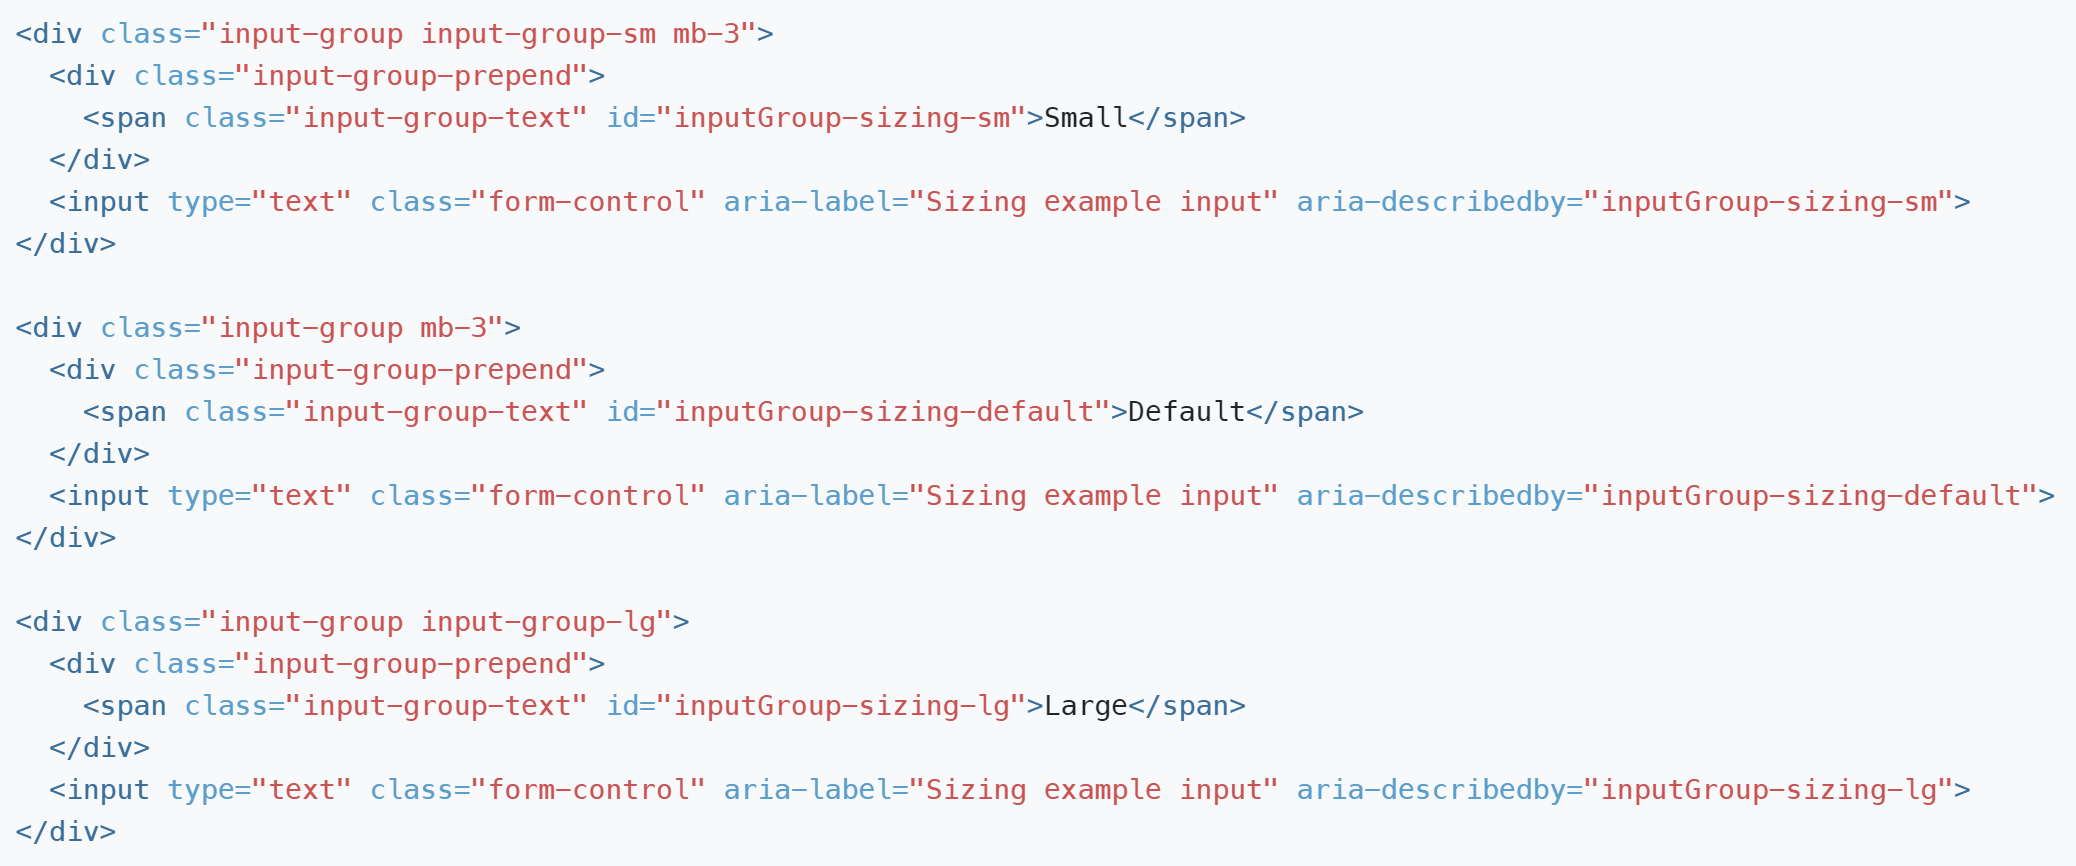 <div class="input-group input-group-sm mb-3">
  <div class="input-group-prepend">
    <span class="input-group-text" id="inputGroup-sizing-sm">Small</span>
  </div>
  <input type="text" class="form-control" aria-label="Sizing example input" aria-describedby="inputGroup-sizing-sm">
</div>

<div class="input-group mb-3">
  <div class="input-group-prepend">
    <span class="input-group-text" id="inputGroup-sizing-default">Default</span>
  </div>
  <input type="text" class="form-control" aria-label="Sizing example input" aria-describedby="inputGroup-sizing-default">
</div>

<div class="input-group input-group-lg">
  <div class="input-group-prepend">
    <span class="input-group-text" id="inputGroup-sizing-lg">Large</span>
  </div>
  <input type="text" class="form-control" aria-label="Sizing example input" aria-describedby="inputGroup-sizing-lg">
</div>